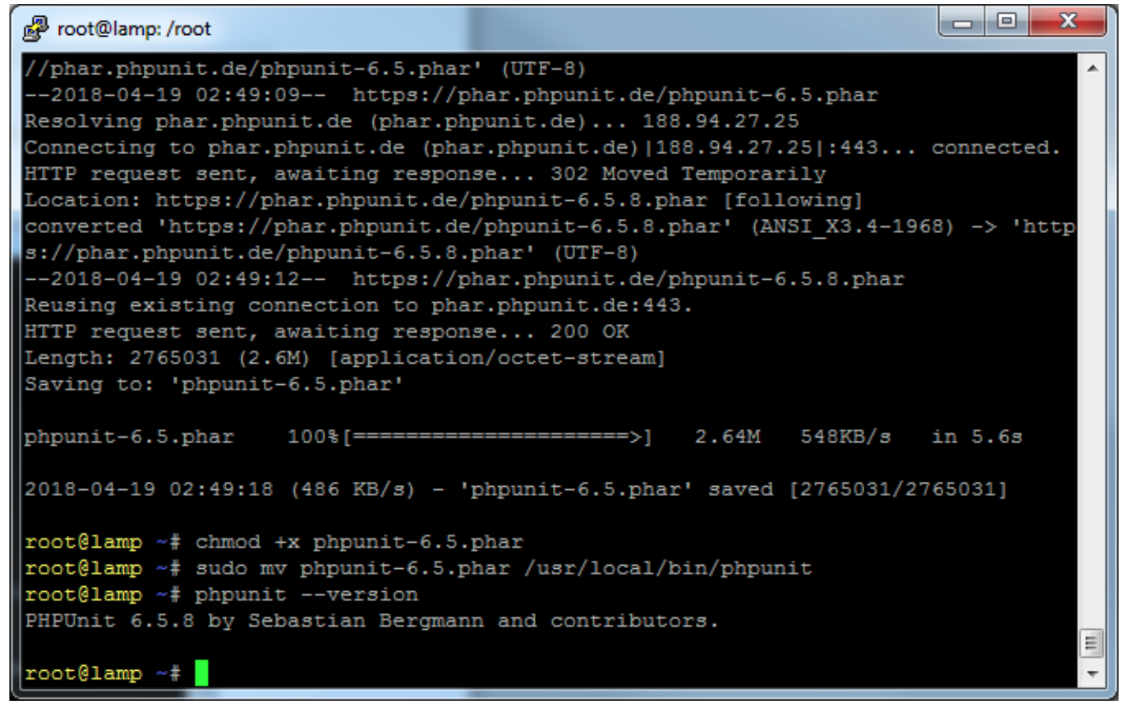 root@lamp: /root
//phar.phpunit.de/phpunit-6.5.phar' (UTF-8)
--2018-04-19 02:49:09--  https://phar.phpunit.de/phpunit-6.5.phar
Resolving phar.phpunit.de (phar.phpunit.de)... 188.94.27.25
Connecting to phar.phpunit.de (phar.phpunit.de)|188.94.27.25|:443... connected.
HTTP request sent, awaiting response... 302 Moved Temporarily
Location: https://phar.phpunit.de/phpunit-6.5.8.phar [following]
converted 'https://phar.phpunit.de/phpunit-6.5.8.phar' (ANSI_X3.4-1968) -> 'http
s://phar.phpunit.de/phpunit-6.5.8.phar' (UTF-8)
--2018-04-19 02:49:12--  https://phar.phpunit.de/phpunit-6.5.8.phar
Reusing existing connection to phar.phpunit.de:443.
HTTP request sent, awaiting response... 200 OK
Length: 2765031 (2.6M) [application/octet-stream]
Saving to: 'phpunit-6.5.phar'
phpunit-6.5.phar    100%[=====================>]   2.64M   548KB/s   in 5.6s
2018-04-19 02:49:18 (486 KB/s) - 'phpunit-6.5.phar' saved [2765031/2765031]
root@lamp ~# chmod +x phpunit-6.5.phar
root@lamp ~# sudo mv phpunit-6.5.phar /usr/local/bin/phpunit
root@lamp ~# phpunit --version
PHPUnit 6.5.8 by Sebastian Bergmann and contributors.
root@lamp ~#